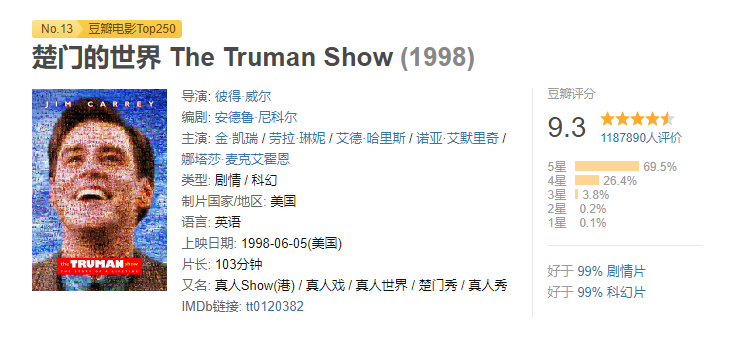 No.13 豆瓣电影Top250
楚门的世界 The Truman Show (1998)
JIM CARREY
THE TRUMAN SHOW
THE STORY OF A LIFETIME
导演: 彼得·威尔
编剧: 安德鲁·尼科尔
主演: 金·凯瑞 / 劳拉·琳妮 / 艾德·哈里斯 / 诺亚·艾默里奇 /
娜塔莎·麦克艾霍恩
类型: 剧情 / 科幻
制片国家/地区: 美国
语言: 英语
上映日期: 1998-06-05(美国)
片长: 103分钟
又名: 真人Show(港) / 真人戏 / 真人世界 / 楚门秀 / 真人秀
IMDb链接: tt0120382
豆瓣评分
9.3
1187890人评价
5星 69.5%
4星 26.4%
3星 3.8%
2星 0.2%
1星 0.1%
好于 99% 剧情片
好于 99% 科幻片